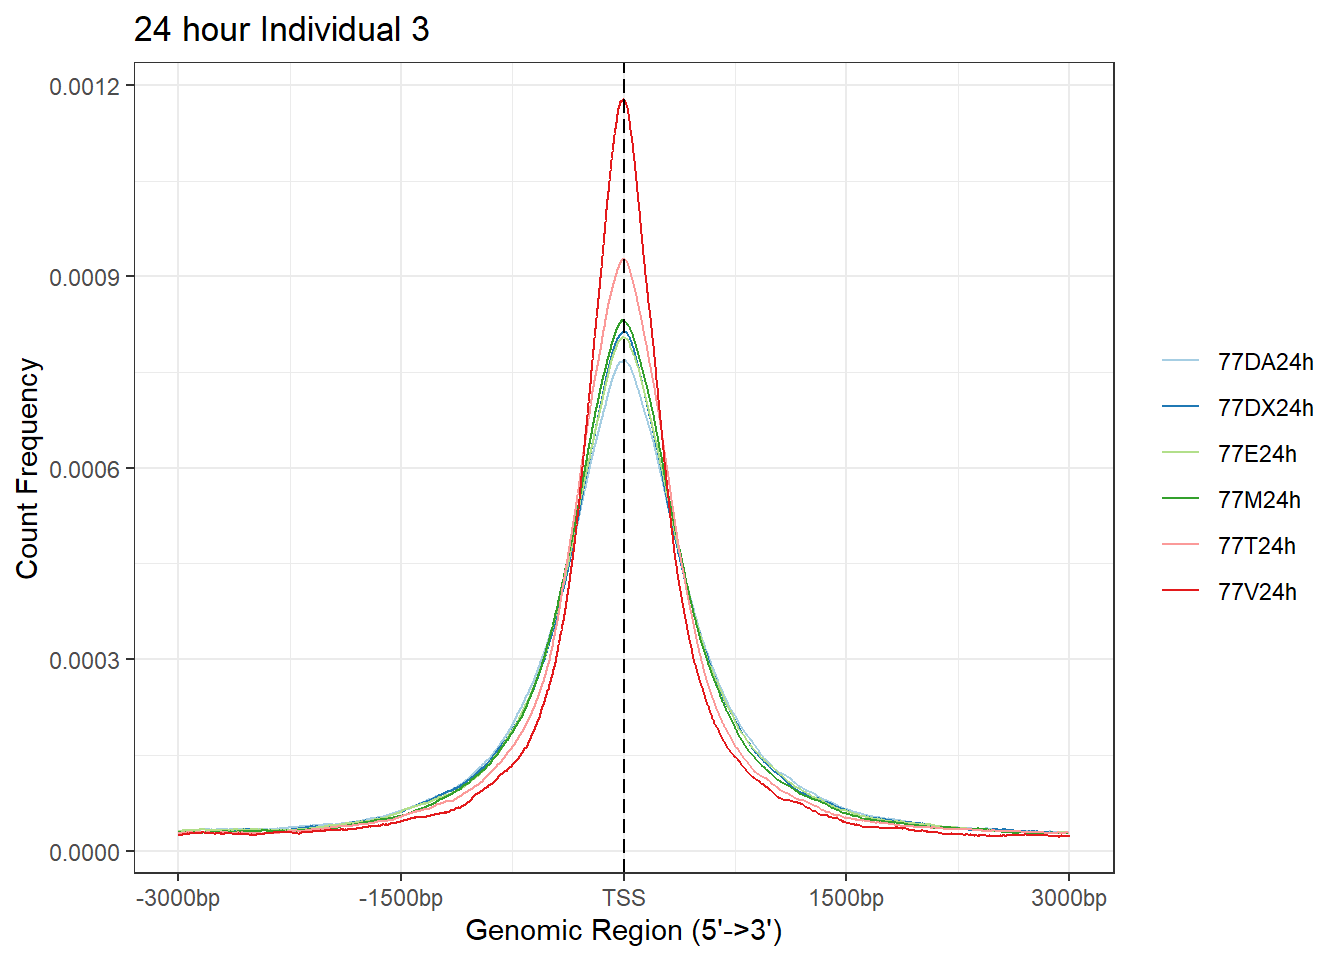 24 hour Individual 3
0.0012
0.0009
0.0006
0.0003
0.0000
Count Frequency
-3000bp
-1500bp
TSS
1500bp
3000bp
Genomic Region (5'->3')
77DA24h
77DX24h
77E24h
77M24h
77T24h
77V24h